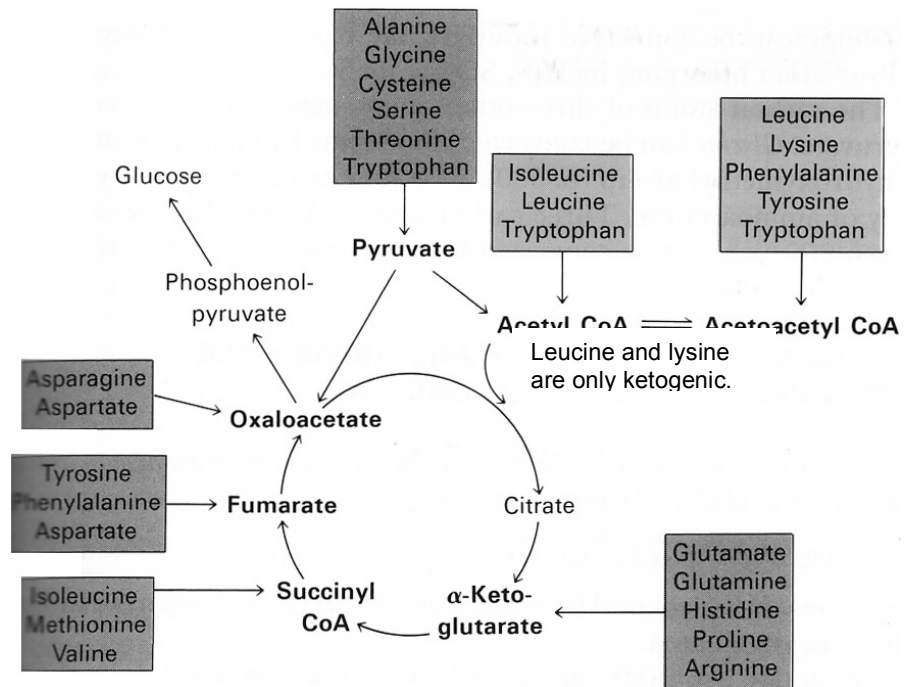 Alanine
Glycine
Cysteine
Serine
Threonine
Tryptophan
Glucose
Isoleucine
Leucine
Tryptophan
Leucine
Lysine
Phenylalanine
Tyrosine
Tryptophan
Pyruvate
Phosphoenol-
pyruvate
Acetyl CoA
Acetoacetyl CoA
Leucine and lysine
are only ketogenic.
Asparagine
Aspartate
Oxaloacetate
Tyrosine
Phenylalanine
Aspartate
Fumarate
Citrate
Isoleucine
Methionine
Valine
Succinyl
CoA
α-Keto-
glutarate
Glutamate
Glutamine
Histidine
Proline
Arginine